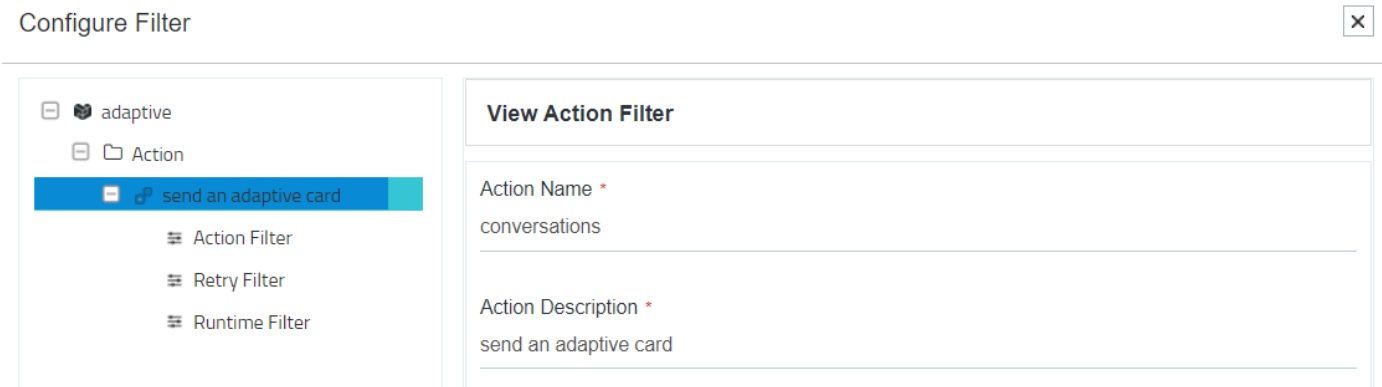 Configure Filter
adaptive
Action
send an adaptive card
Action Filter
Retry Filter
Runtime Filter
View Action Filter
Action Name *
conversations
Action Description *
send an adaptive card